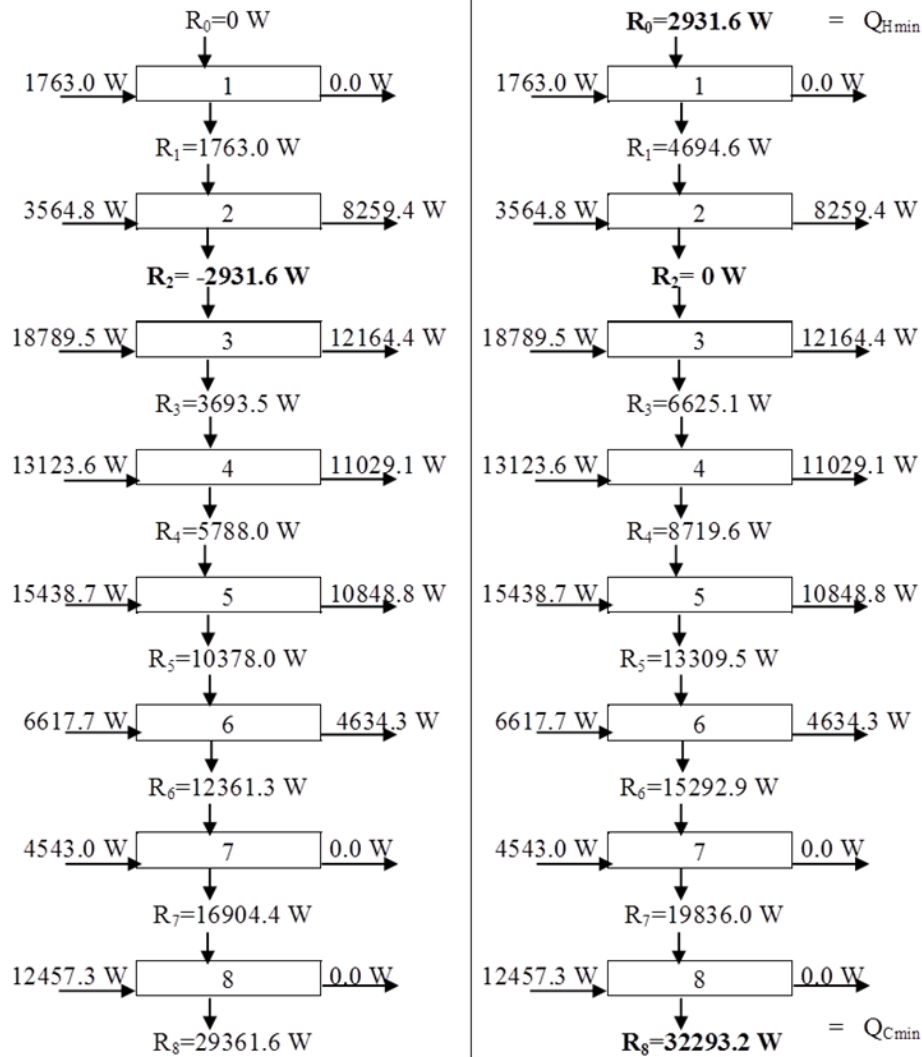 R₀=0 W
1763.0 W 1 0.0 W
R₁=1763.0 W
3564.8 W 2 8259.4 W
R₂= -2931.6 W
18789.5 W 3 12164.4 W
R₃=3693.5 W
13123.6 W 4 11029.1 W
R₄=5788.0 W
15438.7 W 5 10848.8 W
R₅=10378.0 W
6617.7 W 6 4634.3 W
R₆=12361.3 W
4543.0 W 7 0.0 W
R₇=16904.4 W
12457.3 W 8 0.0 W
R₈=29361.6 W
R₀=2931.6 W = Q_Hmin
1763.0 W 1 0.0 W
R₁=4694.6 W
3564.8 W 2 8259.4 W
R₂= 0 W
18789.5 W 3 12164.4 W
R₃=6625.1 W
13123.6 W 4 11029.1 W
R₄=8719.6 W
15438.7 W 5 10848.8 W
R₅=13309.5 W
6617.7 W 6 4634.3 W
R₆=15292.9 W
4543.0 W 7 0.0 W
R₇=19836.0 W
12457.3 W 8 0.0 W
R₈=32293.2 W = Q_Cmin